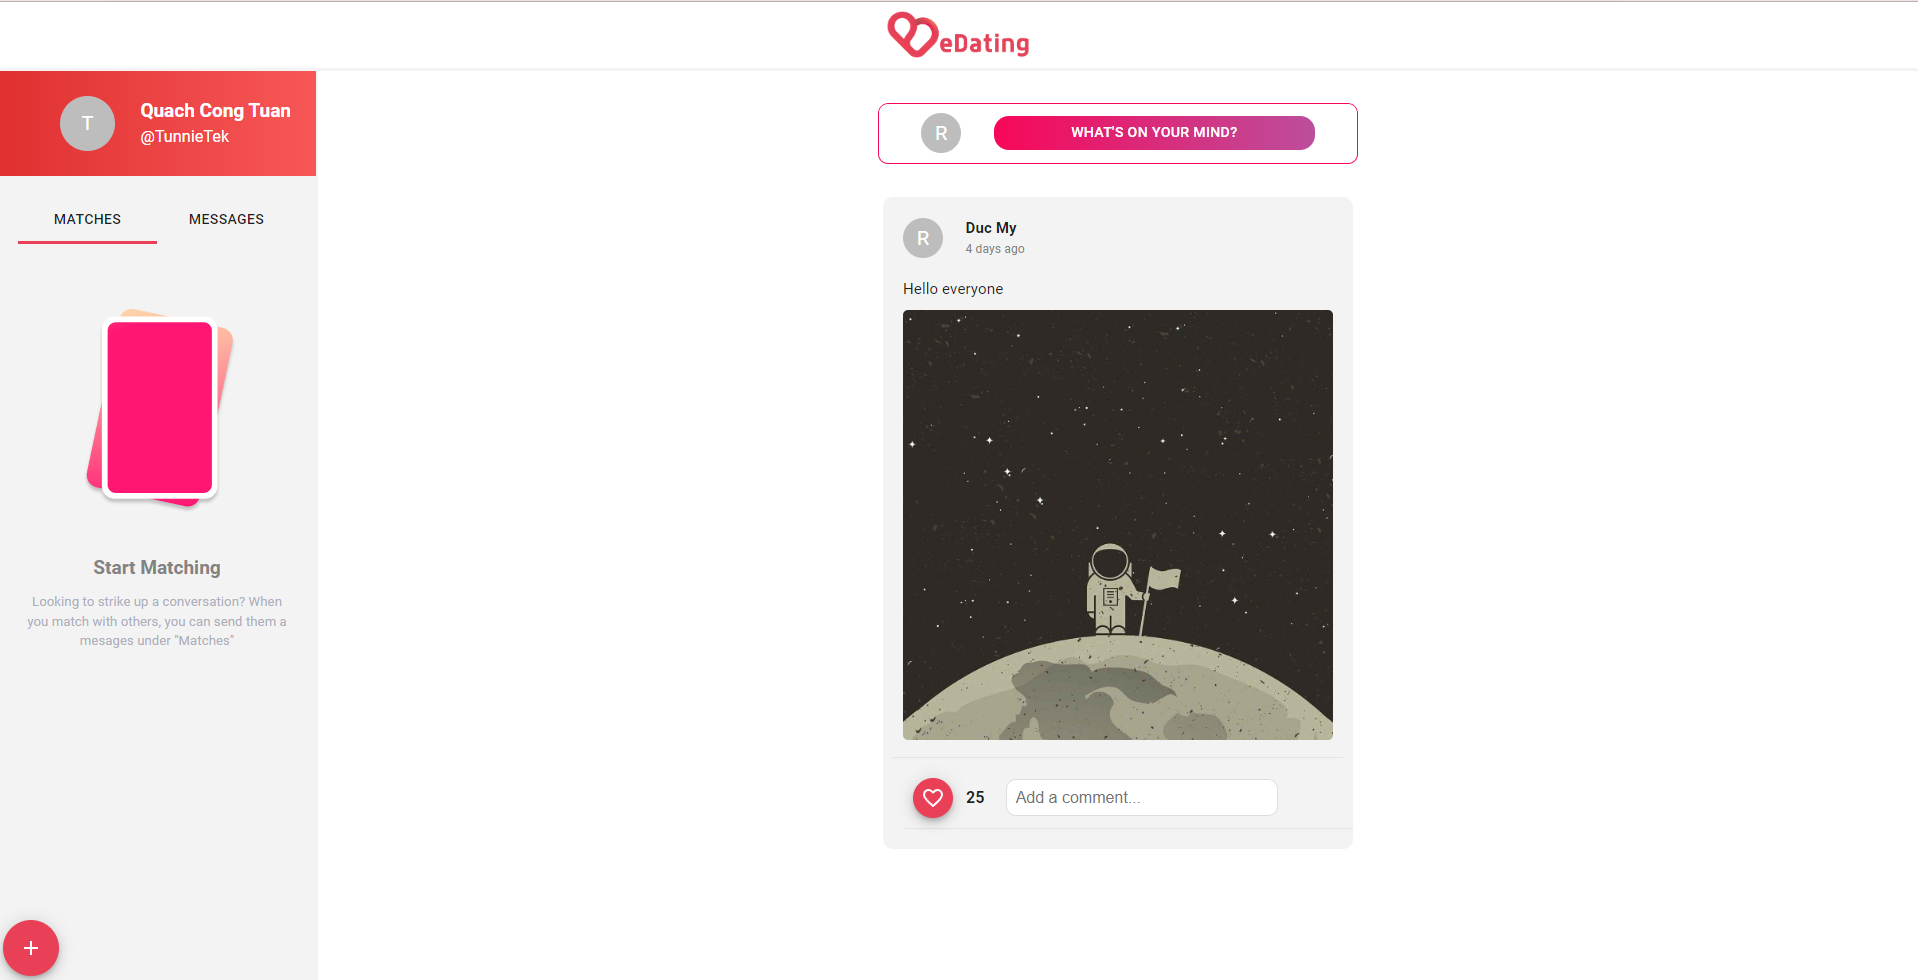 eDating
T
Quach Cong Tuan
@TunnieTek
MATCHES
MESSAGES
Start Matching
Looking to strike up a conversation? When
you match with others, you can send them a
mesages under "Matches"
+
R
WHAT'S ON YOUR MIND?
R
Duc My
4 days ago
Hello everyone
25
Add a comment...